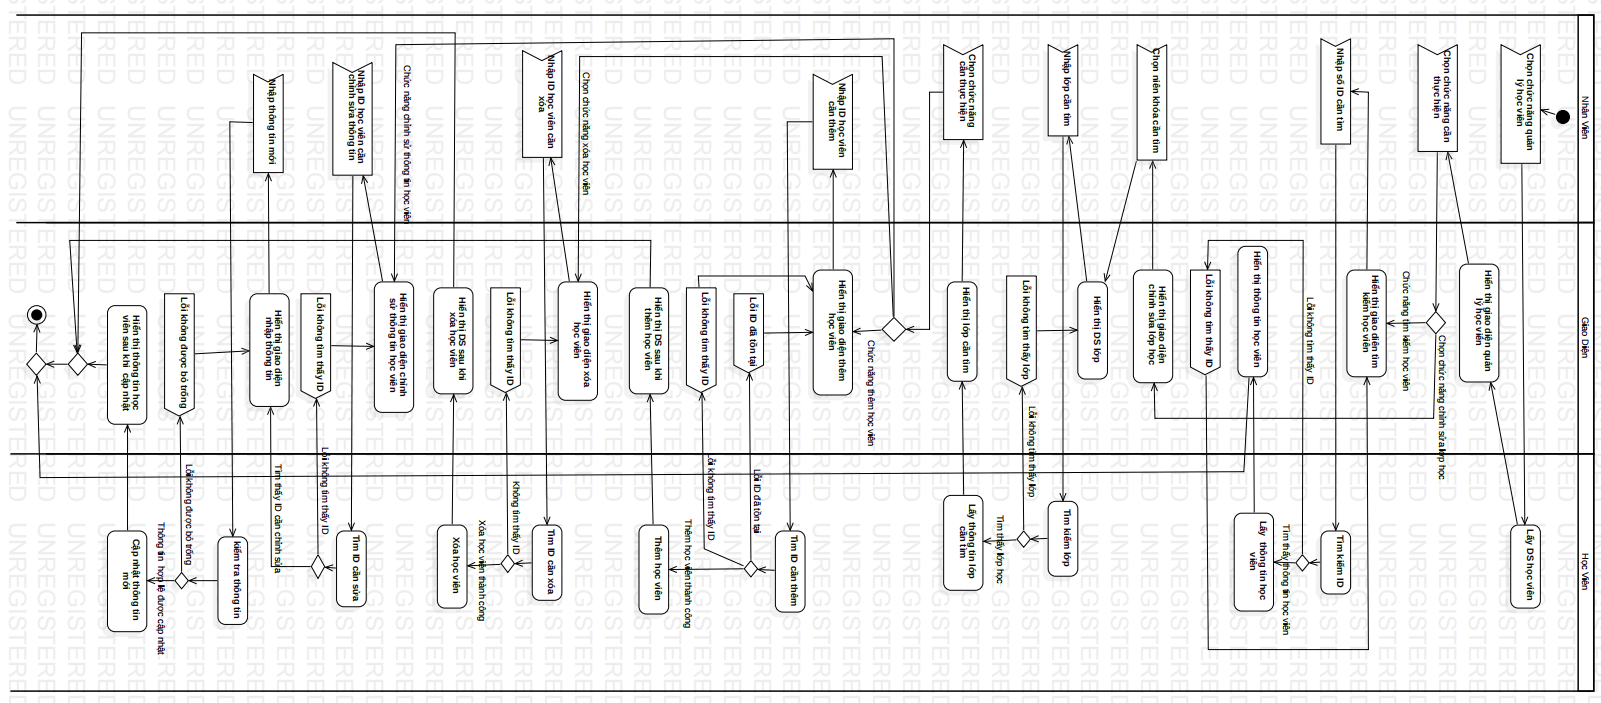 Nhân Viên
Giao Diện
Học Viên
Chọn chức năng quản
lý học viên
Chọn chức năng cần
thực hiện
Nhập số ID cần tìm
Chọn niên khóa cần tìm
Nhập lớp cần tìm
Chọn chức năng
cần thực hiện
Nhập ID học viên
cần thêm
Chọn chức năng xóa học viên
Nhập ID học viên cần
xóa
Chức năng chỉnh sử thông tin học viên
Nhập ID học viên cần
chỉnh sửa thông tin
Nhập thông tin mới
Hiển thị giao diện quản
lý học viên
Chọn chức năng chỉnh sửa lớp học
Chức năng tìm kiếm học viên
Hiển thị giao diện tìm
kiếm học viên
Lỗi không tìm thấy ID
Hiển thị thông tin học viên
Lỗi không tìm thấy ID
Hiển thị giao diện
chỉnh sửa lớp học
Hiển thị DS lớp
Lỗi không tìm thấy lớp
Lỗi không tìm thấy lớp
Hiển thị lớp cần tìm
Chức năng thêm học viên
Hiển thị giao diện thêm
học viên
Lỗi ID đã tồn tại
Lỗi không tìm thấy ID
Hiển thị DS sau khi
thêm học viên
Hiển thị giao diện xóa
học viên
Lỗi không tìm thấy ID
Hiển thị DS sau khi
xóa học viên
Hiển thị giao diện chỉnh
sử thông tin học viên
Lỗi không tìm thấy ID
Hiển thị giao diện
nhập thông tin
Lỗi không được bỏ trống
Hiển thị thông tin học
viên sau khi cập nhật
Lấy DS học viên
Tìm kiếm ID
Tìm thấy thông tin học viên
Lấy thông tin học
viên
Tìm kiếm lớp
Tìm thấy lớp học
Lấy thông tin lớp
cần tìm
Tìm ID cần thêm
Lỗi ID đã tồn tại
Lỗi không tìm thấy ID
Thêm học viên thành công
Thêm học viên
Tìm ID cần xóa
Không tìm thấy ID
Xóa học viên thành công
Xóa học viên
Tìm ID cần sửa
Lỗi không tìm thấy ID
Tìm thấy ID cần chỉnh sửa
kiểm tra thông tin
Lỗi không được bỏ trống
Thông tin hợp lệ được cập nhật
Cập nhật thông tin
mới